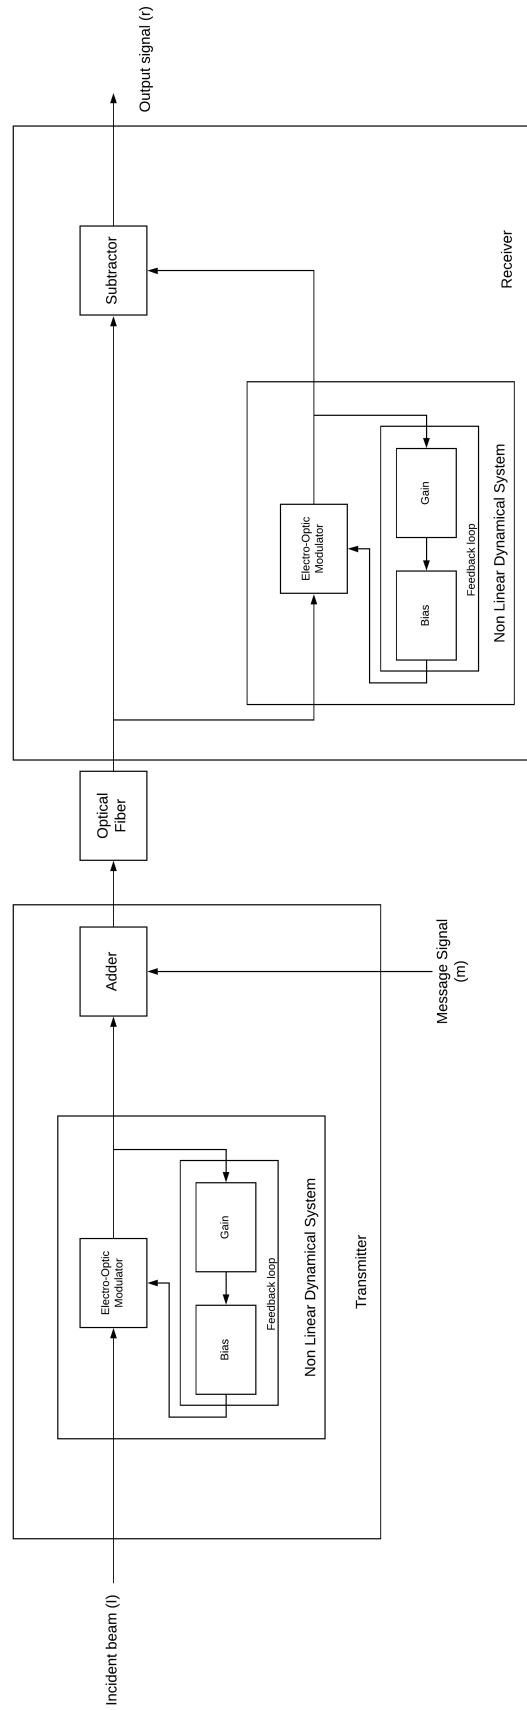 Incident beam (I)
Electro-Optic
Modulator
Bias
Gain
Feedback loop
Non Linear Dynamical System
Transmitter
Adder
Message Signal
(m)
Optical
Fiber
Electro-Optic
Modulator
Bias
Gain
Feedback loop
Non Linear Dynamical System
Subtractor
Receiver
Output signal (r)